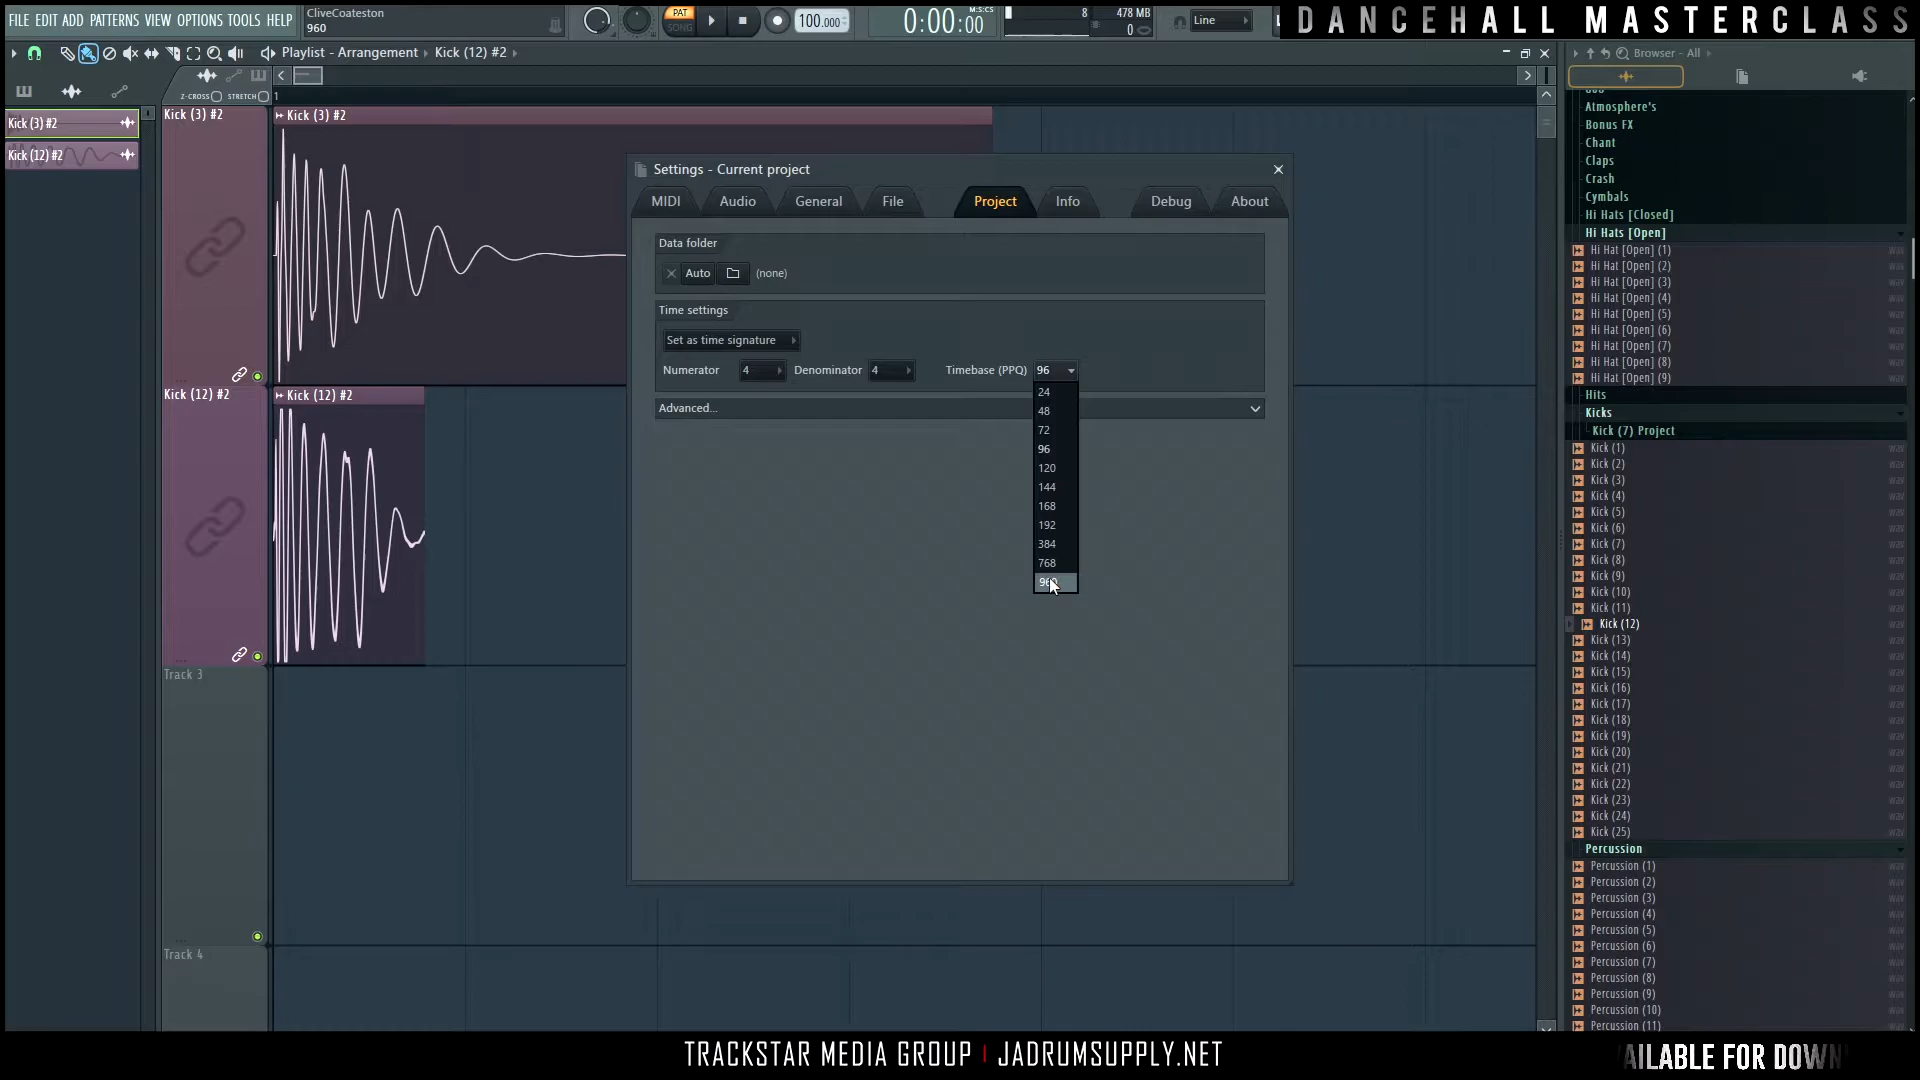 FILE EDIT ADD PATTERNS VIEW OPTIONS TOOLS HELP
CliveCoateston
960
PAT
SONG
100.000
0:00:00
M:S:CS
8
478 MB
0
Line
DANCEHALL MASTERCLASS
Playlist - Arrangement
Kick (12) #2
Browser - All
Z-CROSS
STRETCH
1
Kick (3) #2
Kick (12) #2
Kick (3) #2
Kick (3) #2
Kick (12) #2
Kick (12) #2
Track 3
Track 4
Settings - Current project
MIDI
Audio
General
File
Project
Info
Debug
About
Data folder
Auto
(none)
Time settings
Set as time signature
Numerator
4
Denominator
4
Timebase (PPQ)
96
Advanced...
24
48
72
96
120
144
168
192
384
768
Atmosphere's
Bonus FX
Chant
Claps
Crash
Cymbals
Hi Hats [Closed]
Hi Hats [Open]
Hi Hat [Open] (1)
Hi Hat [Open] (2)
Hi Hat [Open] (3)
Hi Hat [Open] (4)
Hi Hat [Open] (5)
Hi Hat [Open] (6)
Hi Hat [Open] (7)
Hi Hat [Open] (8)
Hi Hat [Open] (9)
Hits
Kicks
Kick (7) Project
Kick (1)
Kick (2)
Kick (3)
Kick (4)
Kick (5)
Kick (6)
Kick (7)
Kick (8)
Kick (9)
Kick (10)
Kick (11)
Kick (12)
Kick (13)
Kick (14)
Kick (15)
Kick (16)
Kick (17)
Kick (18)
Kick (19)
Kick (20)
Kick (21)
Kick (22)
Kick (23)
Kick (24)
Kick (25)
Percussion
Percussion (1)
Percussion (2)
Percussion (3)
Percussion (4)
Percussion (5)
Percussion (6)
Percussion (7)
Percussion (8)
Percussion (9)
Percussion (10)
Percussion (11)
TRACKSTAR MEDIA GROUP | JADRUMSUPPLY.NET
AILABLE FOR DOWN